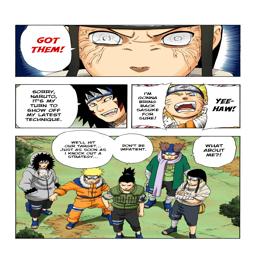 GOT
THEM!
SORRY,
NARUTO,
IT'S MY
TURN TO
SHOW OFF
MY LATEST
TECHNIQUE.
I'M
GONNA
BRING
BACK
SASUKE
FOR
SURE!
YEE-
HAW!
WE'LL HIT
OUR TARGET,
JUST AS SOON
AS I KNOCK
OUT A
STRATEGY...
DON'T BE
IMPATIENT.
WHAT
ABOUT
ME?!